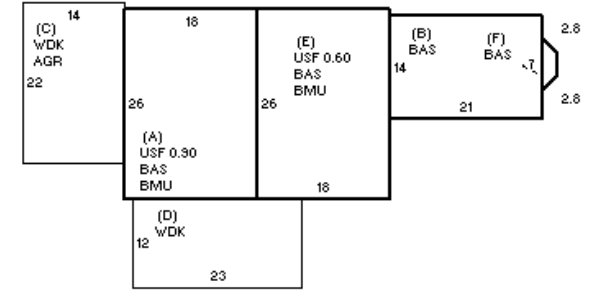 14
(C)
WDK
AGR
22
18
26
(A)
USF 0.90
BAS
BMU
(E)
USF 0.60
BAS
BMU
26
18
(B)
BAS
14
(F)
BAS
7
21
2.8
2.8
(D)
WDK
12
23